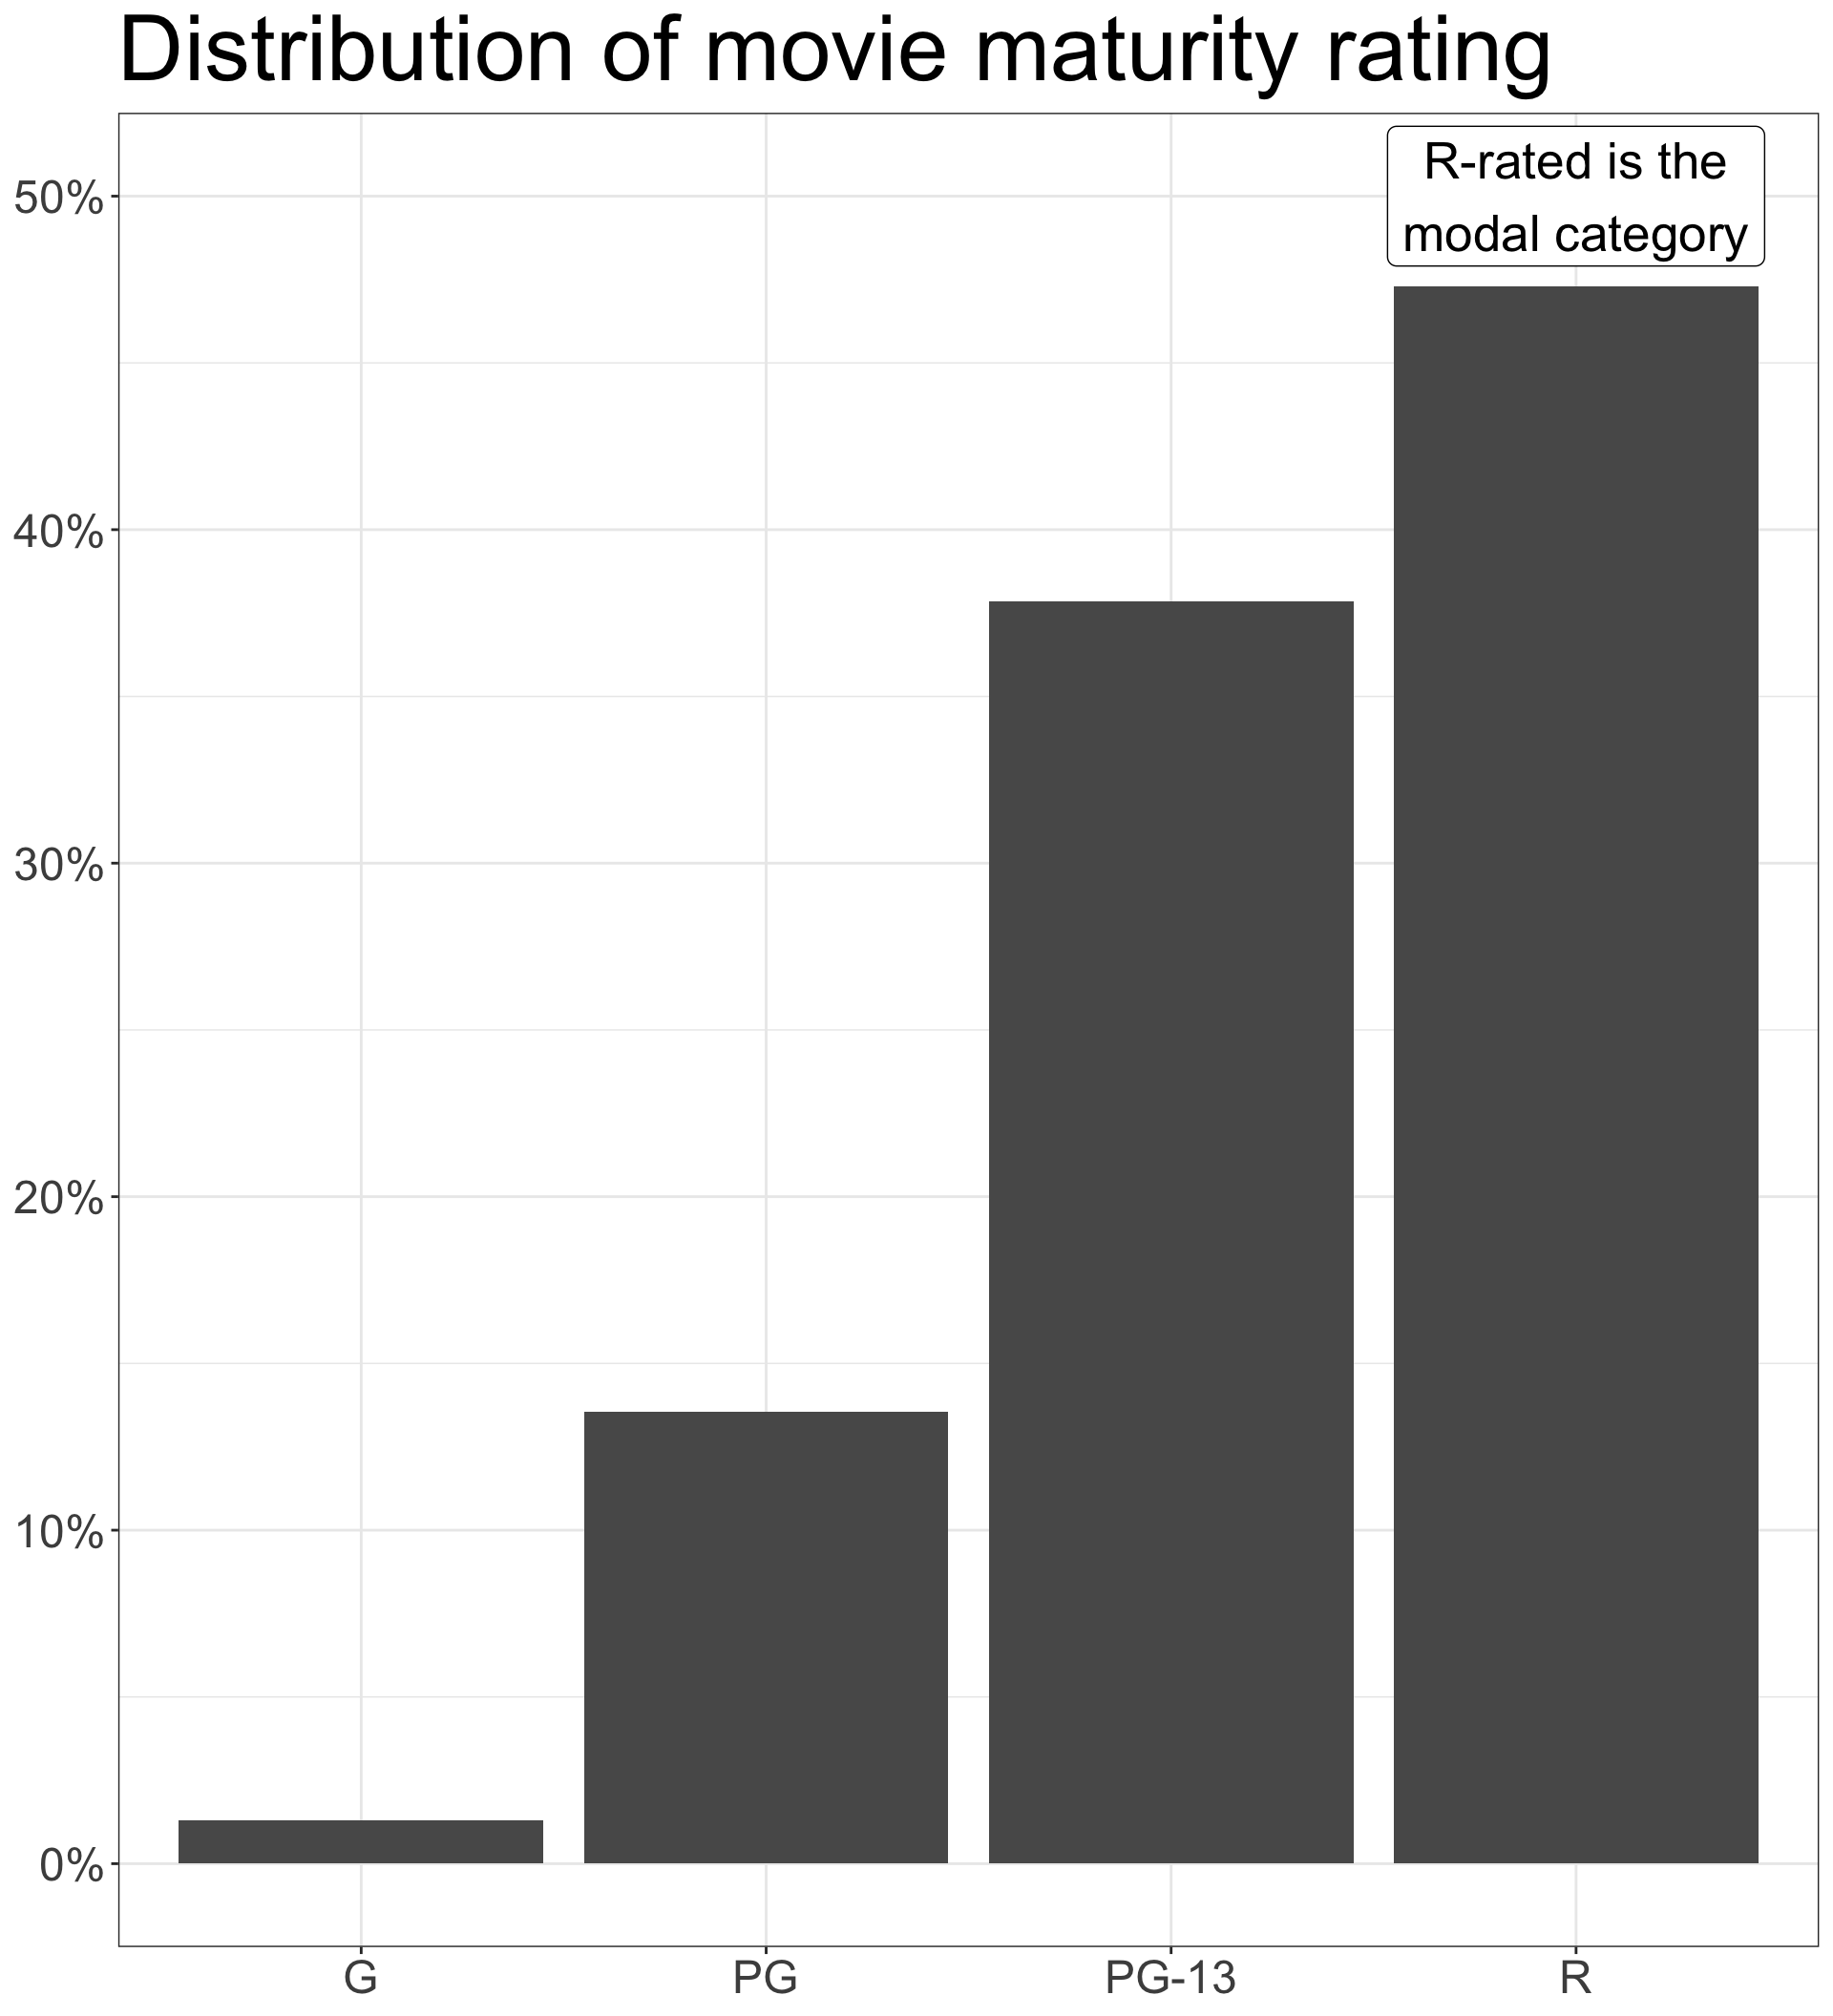 Distribution of movie maturity rating
R-rated is the
modal category
50%
40%
30%
20%
10%
0%
G PG PG-13 R